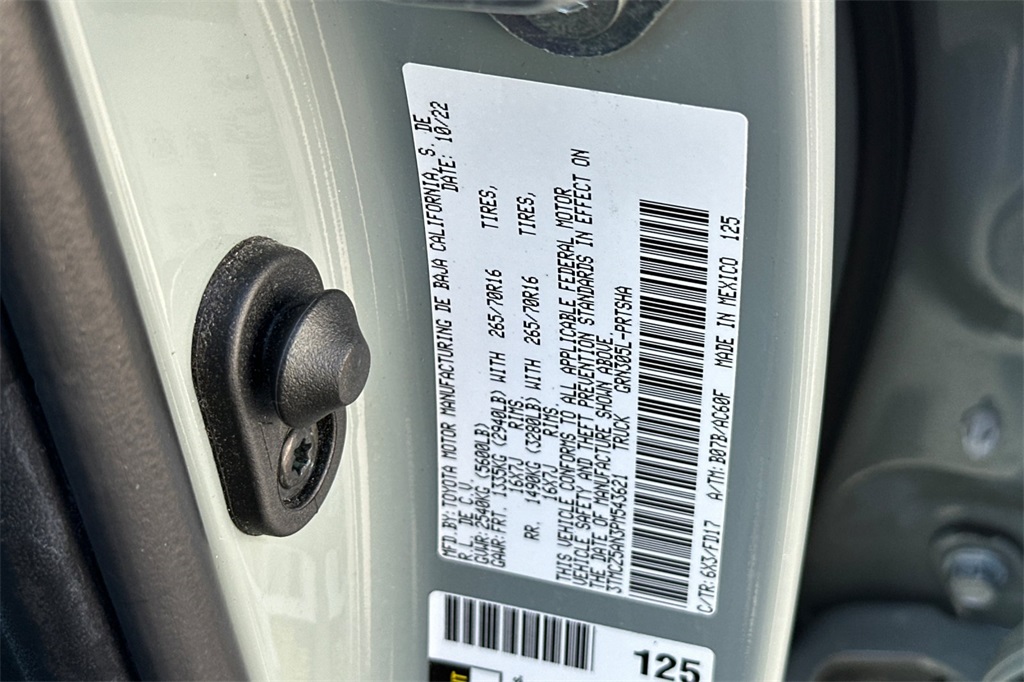 MFD.BY: TOYOTA MOTOR MANUFACTURING DE BAJA CALIFORNIA, S. DE
R.L. DE C.V. DATE: 10/22
GVWR: 2540KG (5600LB)
GAWR: FRT. 1335KG (2940LB) WITH 265/70R16 TIRES,
16X7J RIMS.
RR. 1490KG (3280LB) WITH 265/70R16 TIRES,
16X7J RIMS.
THIS VEHICLE CONFORMS TO ALL APPLICABLE FEDERAL MOTOR
VEHICLE SAFETY AND THEFT PREVENTION STANDARDS IN EFFECT ON
THE DATE OF MANUFACTURE SHOWN ABOVE.
3TMCZ5AN3PM543621 TRUCK GRN305L-PRTSHA
C/TR: 6X3/FD17 A/TM: B07B/AC60F MADE IN MEXICO 125
125